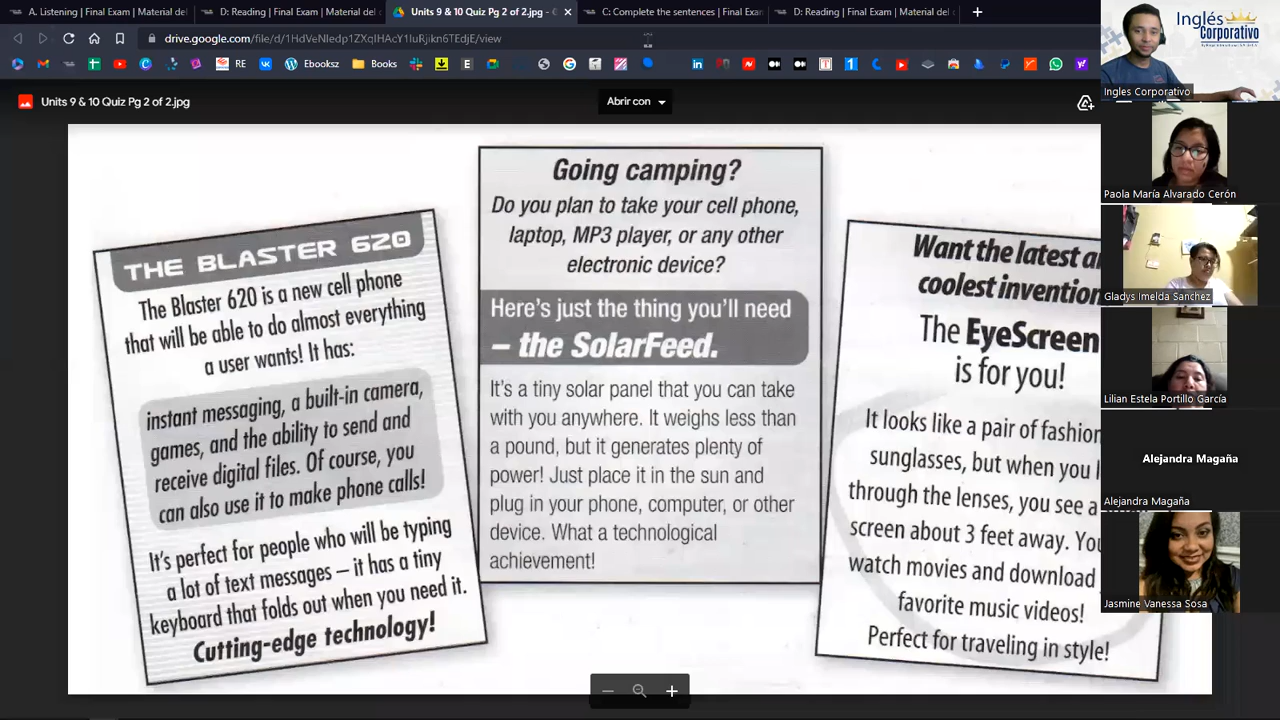 A. Listening | Final Exam | Material del
D: Reading | Final Exam | Material del
Units 9 & 10 Quiz Pg 2 of 2.jpg -
C: Complete the sentences | Final Exam
D: Reading | Final Exam | Material del
drive.google.com/file/d/1HdVeNIedp1ZXqIHAcY1IuRjikn6TEdjE/view
RE
Ebooksz
Books
Units 9 & 10 Quiz Pg 2 of 2.jpg
Abrir con
THE BLASTER 620
The Blaster 620 is a new cell phone
that will be able to do almost everything
a user wants! It has:
instant messaging, a built-in camera,
games, and the ability to send and
receive digital files. Of course, you
can also use it to make phone calls!
It's perfect for people who will be typing
a lot of text messages – it has a tiny
keyboard that folds out when you need it.
Cutting-edge technology!
Going camping?
Do you plan to take your cell phone,
laptop, MP3 player, or any other
electronic device?
Here's just the thing you'll need
– the SolarFeed.
It's a tiny solar panel that you can take
with you anywhere. It weighs less than
a pound, but it generates plenty of
power! Just place it in the sun and
plug in your phone, computer, or other
device. What a technological
achievement!
Want the latest
coolest invention
The EyeScreen
is for you!
It looks like a pair of fashion
sunglasses, but when you
through the lenses, you see a
screen about 3 feet away. You
watch movies and download
favorite music videos!
Perfect for traveling in style!
Inglés
Corporativo
Ingles Corporativo
Paola María Alvarado Cerón
Gladys Imelda Sanchez
Lilian Estela Portillo García
Alejandra Magaña
Alejandra Magaña
Jasmine Vanessa Sosa